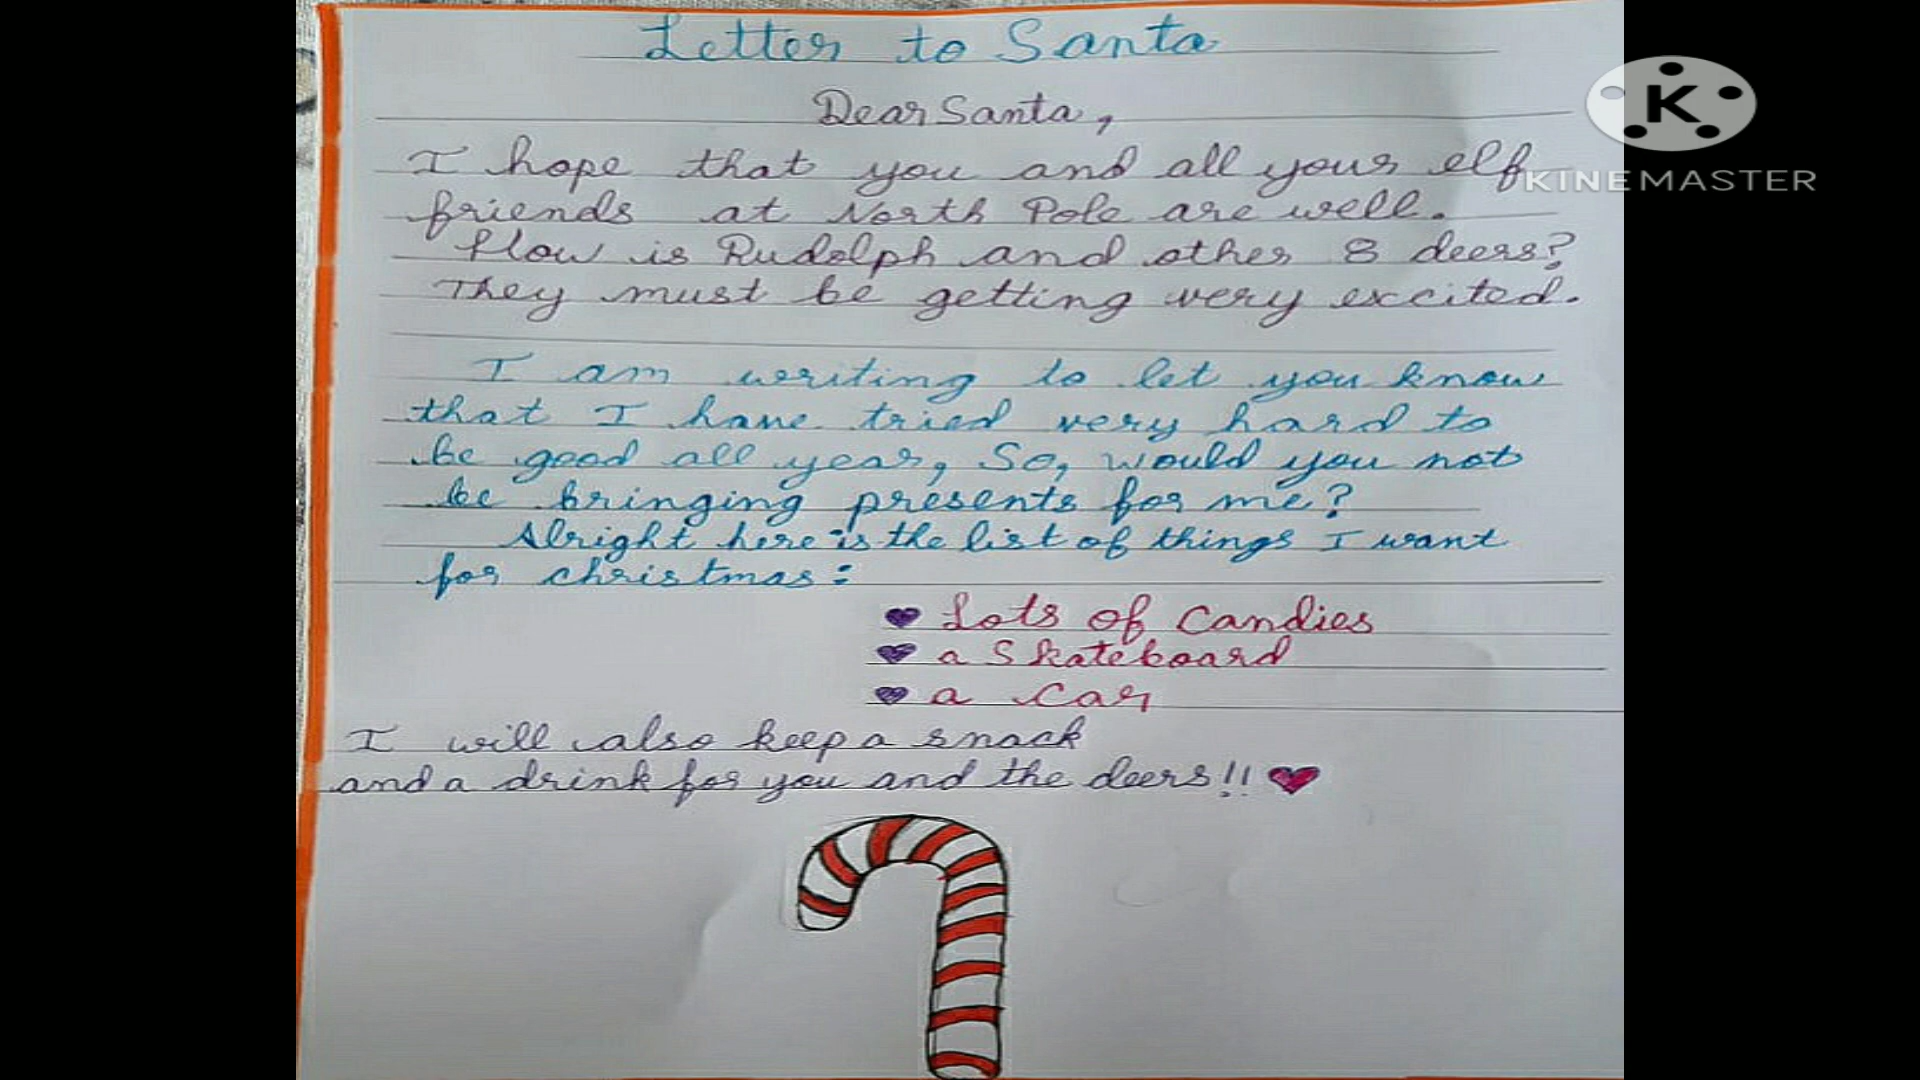 Letter to Santa
Dear Santa,
I hope that you and all your elf
friends at North Pole are well.
How is Rudolph and other 8 deers?
They must be getting very excited.
I am writing to let you know
that I have tried very hard to
be good all year, So, would you not
be bringing presents for me?
Alright here is the list of things I want
for christmas:
Lots of Candies
a Skateboard
a car
I will also keep a snack
and a drink for you and the deers!!
K
KINEMASTER